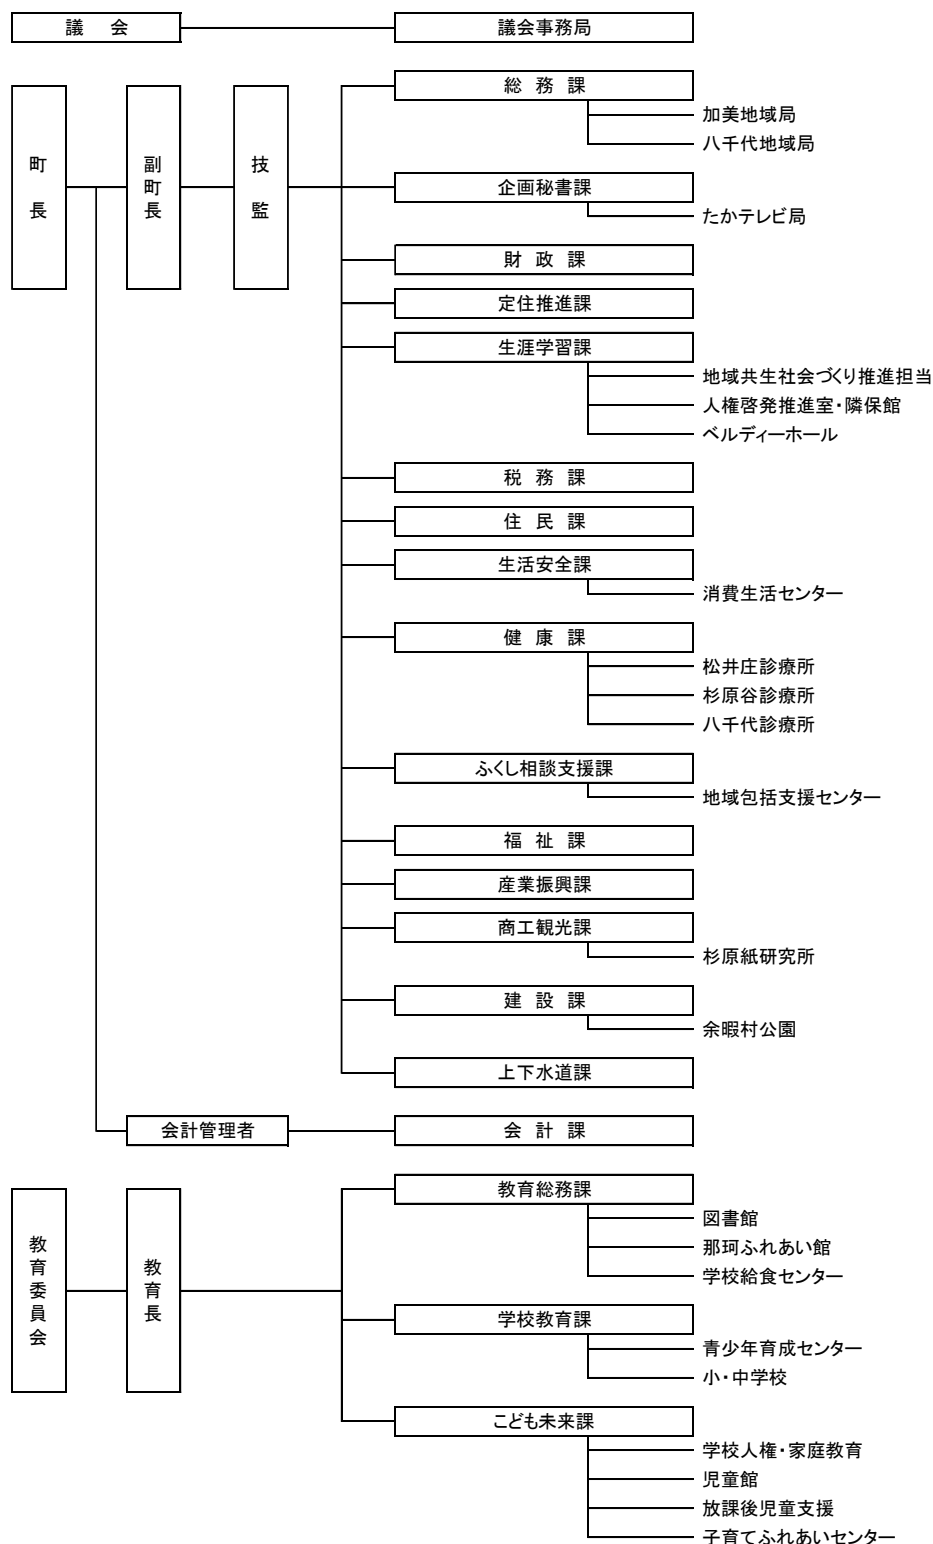 議 会
議会事務局
町長
副町長
技監
総 務 課
加美地域局
八千代地域局
企画秘書課
たかテレビ局
財 政 課
定住推進課
生涯学習課
地域共生社会づくり推進担当
人権啓発推進室・隣保館
ベルディーホール
税 務 課
住 民 課
生活安全課
消費生活センター
健 康 課
松井庄診療所
杉原谷診療所
八千代診療所
ふくし相談支援課
地域包括支援センター
福 祉 課
産業振興課
商工観光課
杉原紙研究所
建 設 課
余暇村公園
上下水道課
会計管理者
会 計 課
教育委員会
教育長
教育総務課
図書館
那珂ふれあい館
学校給食センター
学校教育課
青少年育成センター
小・中学校
こども未来課
学校人権・家庭教育
児童館
放課後児童支援
子育てふれあいセンター